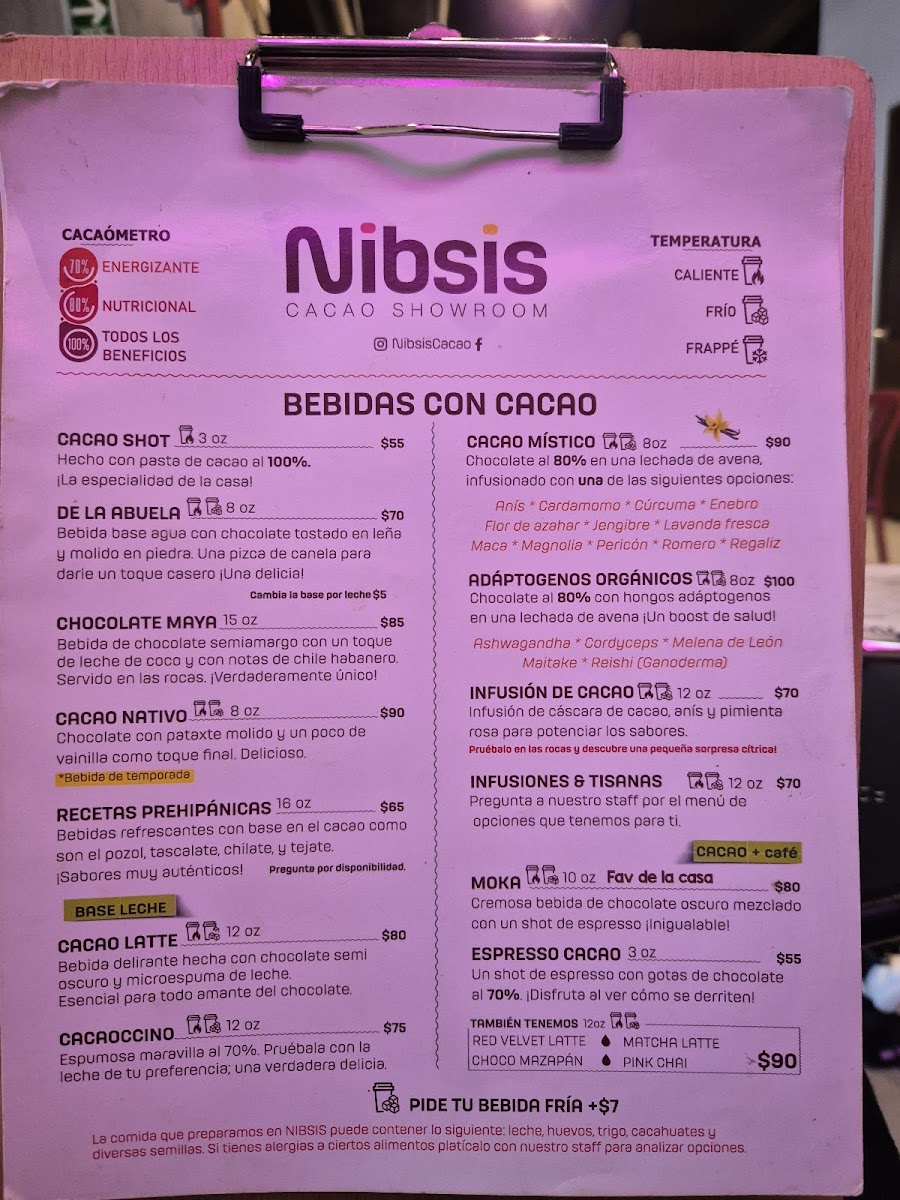 CACAÓMETRO
70% ENERGIZANTE
80% NUTRICIONAL
100% TODOS LOS
BENEFICIOS
Nibsis
CACAO SHOWROOM
NibsisCacao
TEMPERATURA
CALIENTE
FRÍO
FRAPPÉ
BEBIDAS CON CACAO
CACAO SHOT 3 oz $55
Hecho con pasta de cacao al 100%.
¡La especialidad de la casa!
DE LA ABUELA 8 oz $70
Bebida base agua con chocolate tostado en leña
y molido en piedra. Una pizca de canela para
darle un toque casero ¡Una delicia!
Cambia la base por leche $5
CHOCOLATE MAYA 15 oz $85
Bebida de chocolate semiamargo con un toque
de leche de coco y con notas de chile habanero.
Servido en las rocas. ¡Verdaderamente único!
CACAO NATIVO 8 oz $90
Chocolate con pataxte molido y un poco de
vainilla como toque final. Delicioso.
*Bebida de temporada
RECETAS PREHIPÁNICAS 16 oz $65
Bebidas refrescantes con base en el cacao como
son el pozol, tascalate, chilate, y tejate.
¡Sabores muy auténticos! Pregunta por disponibilidad.
BASE LECHE
CACAO LATTE 12 oz $80
Bebida delirante hecha con chocolate semi
oscuro y microespuma de leche.
Esencial para todo amante del chocolate.
CACAOCCINO 12 oz $75
Espumosa maravilla al 70%. Pruébala con la
leche de tu preferencia; una verdadera delicia.
CACAO MÍSTICO 8oz $90
Chocolate al 80% en una lechada de avena,
infusionado con una de las siguientes opciones:
Anís * Cardamomo * Cúrcuma * Enebro
Flor de azahar * Jengibre * Lavanda fresca
Maca * Magnolia * Pericón * Romero * Regaliz
ADÁPTOGENOS ORGÁNICOS 8oz $100
Chocolate al 80% con hongos adáptogenos
en una lechada de avena ¡Un boost de salud!
Ashwagandha * Cordyceps * Melena de León
Maitake * Reishi (Ganoderma)
INFUSIÓN DE CACAO 12 oz $70
Infusión de cáscara de cacao, anís y pimienta
rosa para potenciar los sabores.
Pruébalo en las rocas y descubre una pequeña sorpresa cítrica!
INFUSIONES & TISANAS 12 oz $70
Pregunta a nuestro staff por el menú de
opciones que tenemos para ti.
CACAO + café
MOKA 10 oz Fav de la casa $80
Cremosa bebida de chocolate oscuro mezclado
con un shot de espresso ¡Inigualable!
ESPRESSO CACAO 3 oz $55
Un shot de espresso con gotas de chocolate
al 70%. ¡Disfruta al ver cómo se derriten!
TAMBIÉN TENEMOS 12oz
RED VELVET LATTE MATCHA LATTE
CHOCO MAZAPÁN PINK CHAI $90
PIDE TU BEBIDA FRÍA +$7
La comida que preparamos en NIBSIS puede contener lo siguiente: leche, huevos, trigo, cacahuates y
diversas semillas. Si tienes alergias a ciertos alimentos platícalo con nuestro staff para analizar opciones.